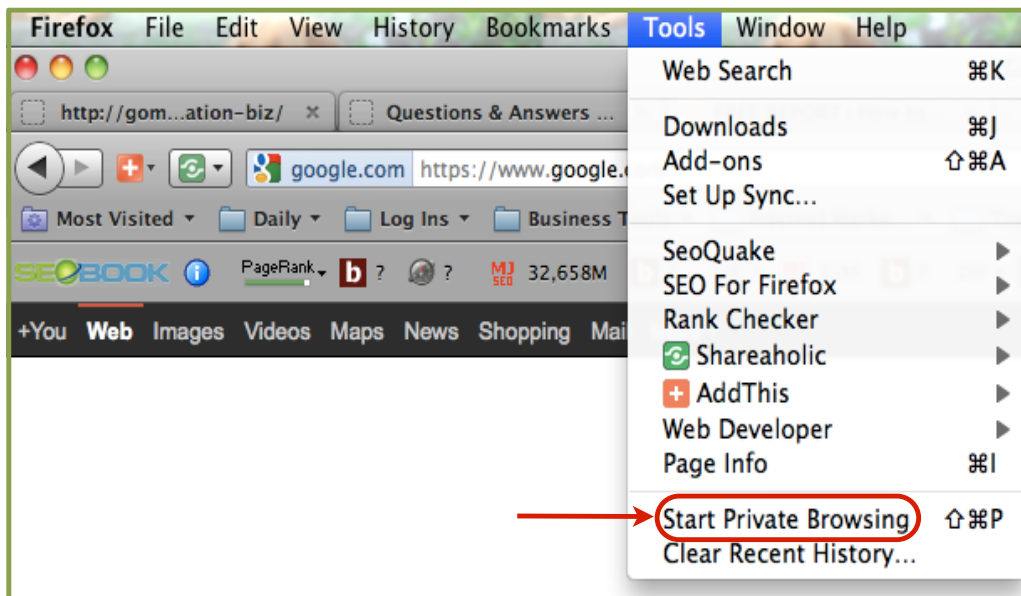 Firefox File Edit View History Bookmarks Tools Window Help
http://gom...ation-biz/ × Questions & Answers ...
google.com https://www.google.
Most Visited Daily Log Ins Business T
SEOBOOK i PageRank b ? ? MJ SEO 32,658M
+You Web Images Videos Maps News Shopping Mai
Web Search ⌘K
Downloads ⌘J
Add-ons ⇧⌘A
Set Up Sync...
SeoQuake
SEO For Firefox
Rank Checker
Shareaholic
AddThis
Web Developer
Page Info ⌘I
Start Private Browsing ⇧⌘P
Clear Recent History...